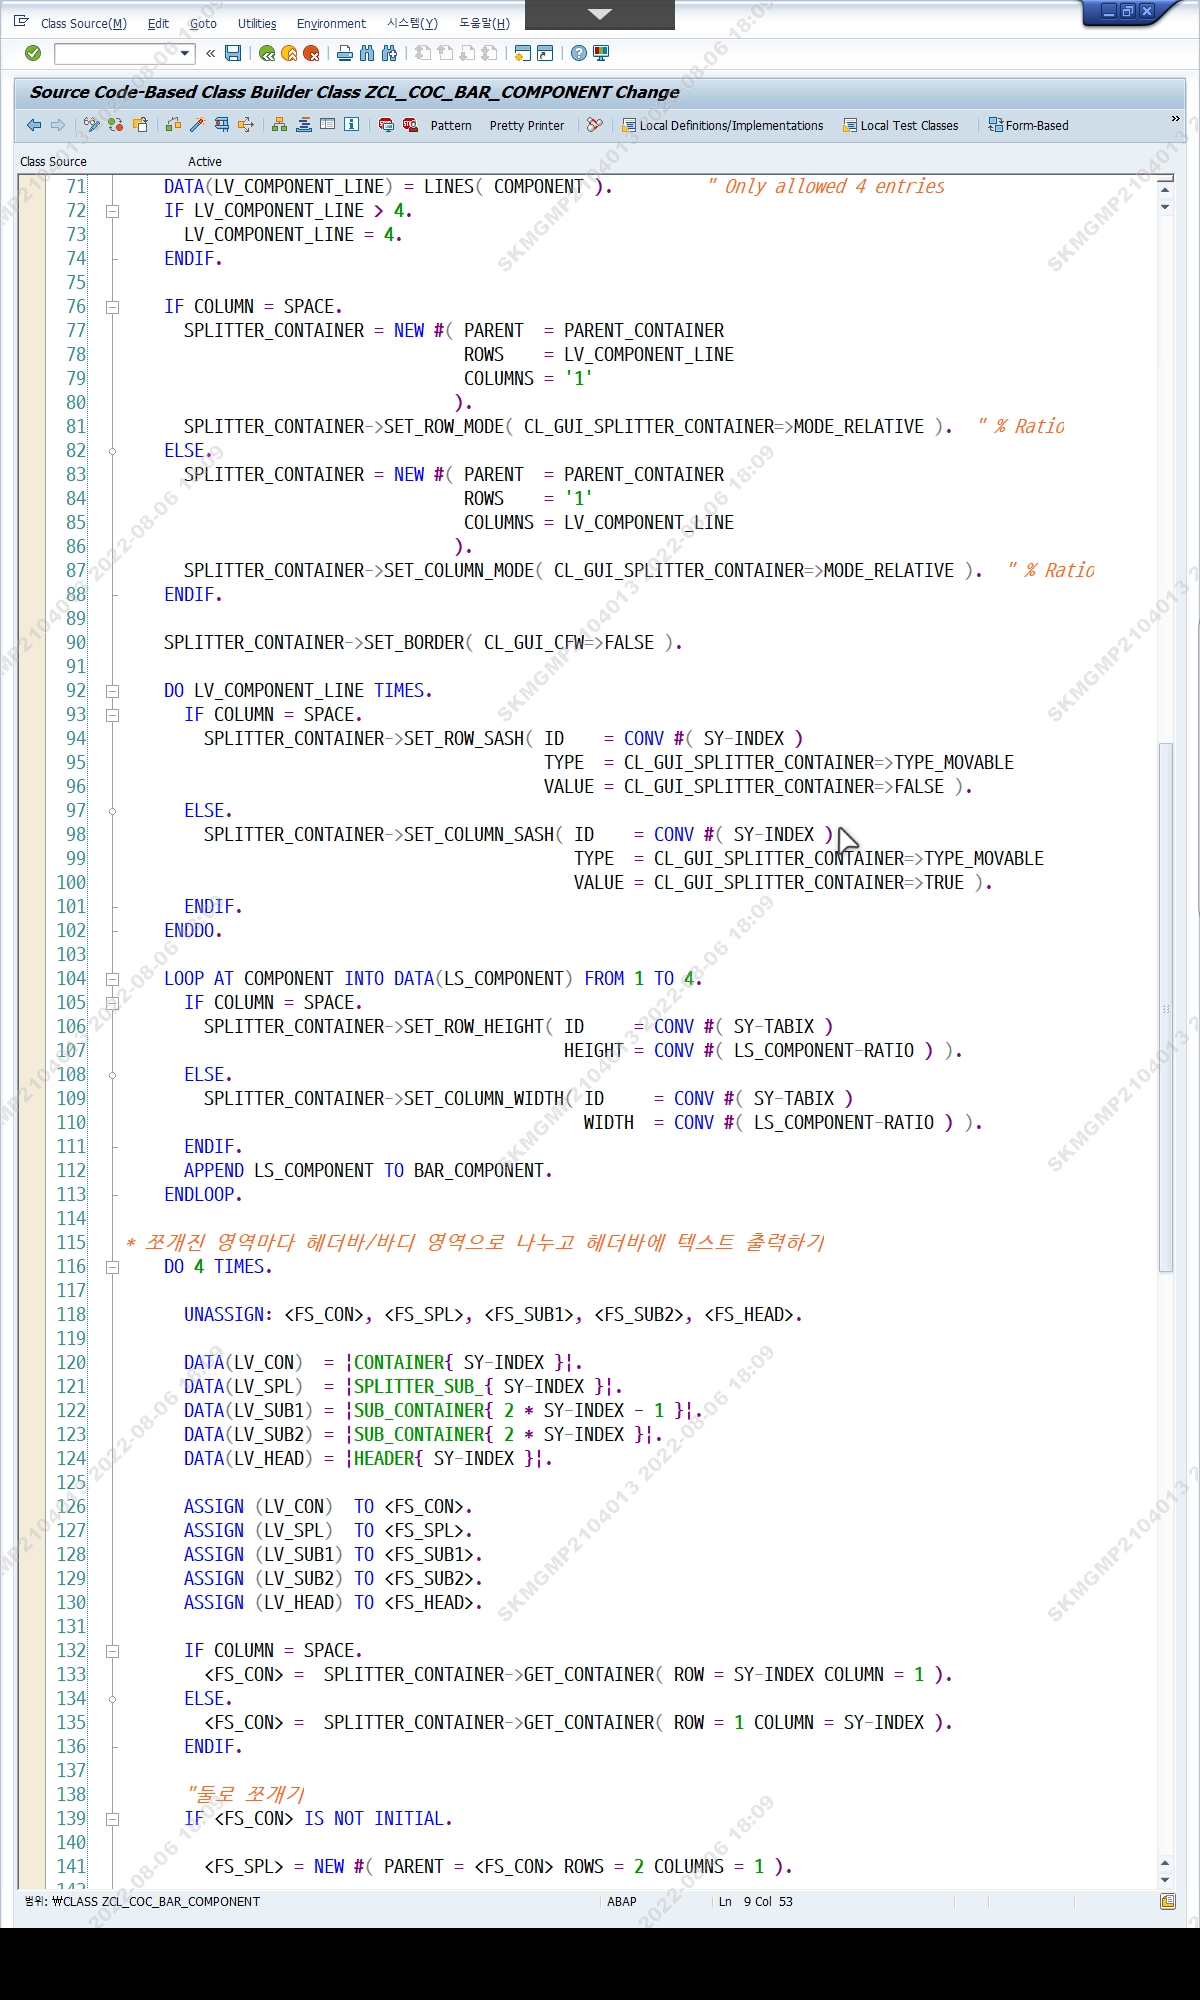 Class Source(M) Edit Goto Utilities Environment 시스템(Y) 도움말(H)
Source Code-Based Class Builder Class ZCL_COC_BAR_COMPONENT Change
Pattern Pretty Printer Local Definitions/Implementations Local Test Classes Form-Based »
Class Source Active
71 DATA(LV_COMPONENT_LINE) = LINES( COMPONENT ). " Only allowed 4 entries
72 IF LV_COMPONENT_LINE > 4.
73 LV_COMPONENT_LINE = 4.
74 ENDIF.
75
76 IF COLUMN = SPACE.
77 SPLITTER_CONTAINER = NEW #( PARENT = PARENT_CONTAINER
78 ROWS = LV_COMPONENT_LINE
79 COLUMNS = '1'
80 ).
81 SPLITTER_CONTAINER->SET_ROW_MODE( CL_GUI_SPLITTER_CONTAINER=>MODE_RELATIVE ). " % Ratio
82 ELSE.
83 SPLITTER_CONTAINER = NEW #( PARENT = PARENT_CONTAINER
84 ROWS = '1'
85 COLUMNS = LV_COMPONENT_LINE
86 ).
87 SPLITTER_CONTAINER->SET_COLUMN_MODE( CL_GUI_SPLITTER_CONTAINER=>MODE_RELATIVE ). " % Ratio
88 ENDIF.
89
90 SPLITTER_CONTAINER->SET_BORDER( CL_GUI_CFW=>FALSE ).
91
92 DO LV_COMPONENT_LINE TIMES.
93 IF COLUMN = SPACE.
94 SPLITTER_CONTAINER->SET_ROW_SASH( ID = CONV #( SY-INDEX )
95 TYPE = CL_GUI_SPLITTER_CONTAINER=>TYPE_MOVABLE
96 VALUE = CL_GUI_SPLITTER_CONTAINER=>FALSE ).
97 ELSE.
98 SPLITTER_CONTAINER->SET_COLUMN_SASH( ID = CONV #( SY-INDEX )
99 TYPE = CL_GUI_SPLITTER_CONTAINER=>TYPE_MOVABLE
100 VALUE = CL_GUI_SPLITTER_CONTAINER=>TRUE ).
101 ENDIF.
102 ENDDO.
103
104 LOOP AT COMPONENT INTO DATA(LS_COMPONENT) FROM 1 TO 4.
105 IF COLUMN = SPACE.
106 SPLITTER_CONTAINER->SET_ROW_HEIGHT( ID = CONV #( SY-TABIX )
107 HEIGHT = CONV #( LS_COMPONENT-RATIO ) ).
108 ELSE.
109 SPLITTER_CONTAINER->SET_COLUMN_WIDTH( ID = CONV #( SY-TABIX )
110 WIDTH = CONV #( LS_COMPONENT-RATIO ) ).
111 ENDIF.
112 APPEND LS_COMPONENT TO BAR_COMPONENT.
113 ENDLOOP.
114
115 * 쪼개진 영역마다 헤더바/바디 영역으로 나누고 헤더바에 텍스트 출력하기
116 DO 4 TIMES.
117
118 UNASSIGN: <FS_CON>, <FS_SPL>, <FS_SUB1>, <FS_SUB2>, <FS_HEAD>.
119
120 DATA(LV_CON) = |CONTAINER{ SY-INDEX }|.
121 DATA(LV_SPL) = |SPLITTER_SUB_{ SY-INDEX }|.
122 DATA(LV_SUB1) = |SUB_CONTAINER{ 2 * SY-INDEX - 1 }|.
123 DATA(LV_SUB2) = |SUB_CONTAINER{ 2 * SY-INDEX }|.
124 DATA(LV_HEAD) = |HEADER{ SY-INDEX }|.
125
126 ASSIGN (LV_CON) TO <FS_CON>.
127 ASSIGN (LV_SPL) TO <FS_SPL>.
128 ASSIGN (LV_SUB1) TO <FS_SUB1>.
129 ASSIGN (LV_SUB2) TO <FS_SUB2>.
130 ASSIGN (LV_HEAD) TO <FS_HEAD>.
131
132 IF COLUMN = SPACE.
133 <FS_CON> = SPLITTER_CONTAINER->GET_CONTAINER( ROW = SY-INDEX COLUMN = 1 ).
134 ELSE.
135 <FS_CON> = SPLITTER_CONTAINER->GET_CONTAINER( ROW = 1 COLUMN = SY-INDEX ).
136 ENDIF.
137
138 "둘로 쪼개기
139 IF <FS_CON> IS NOT INITIAL.
140
141 <FS_SPL> = NEW #( PARENT = <FS_CON> ROWS = 2 COLUMNS = 1 ).
범위: ₩CLASS ZCL_COC_BAR_COMPONENT ABAP Ln 9 Col 53
SKMGMP2104013 2022-08-06 18:09